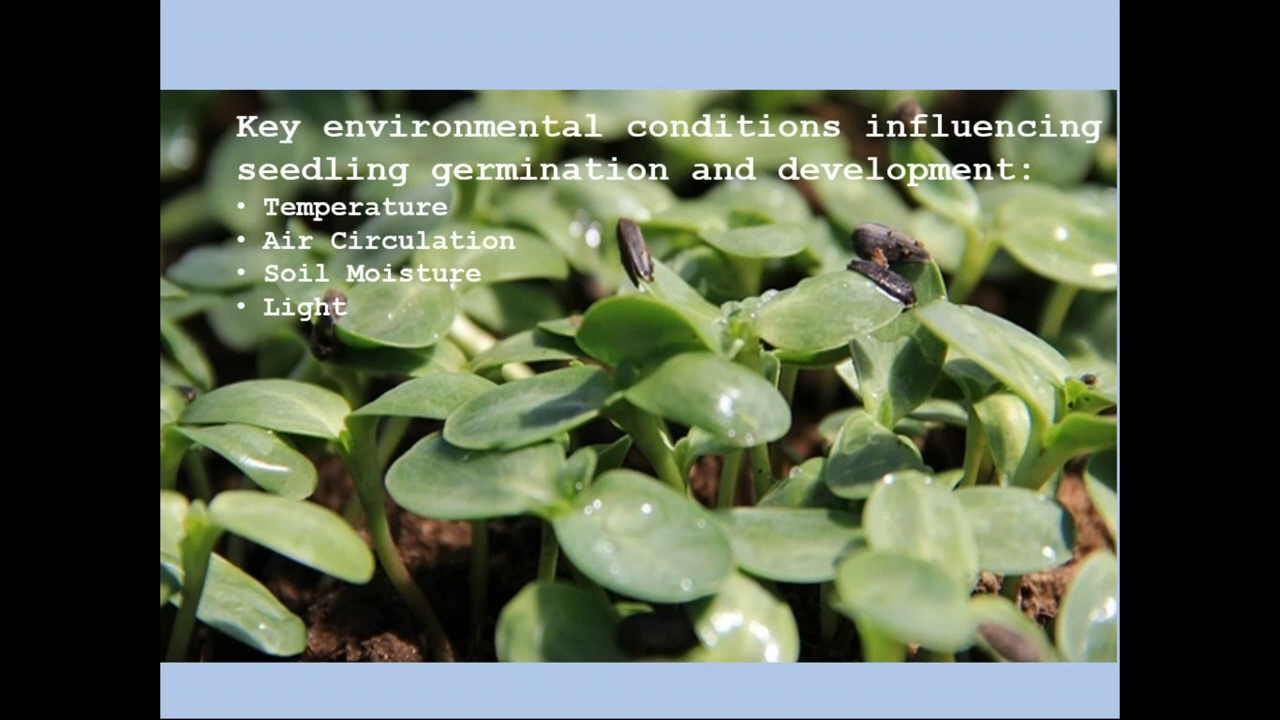 Key environmental conditions influencing
seedling germination and development:
• Temperature
• Air Circulation
• Soil Moisture
• Light